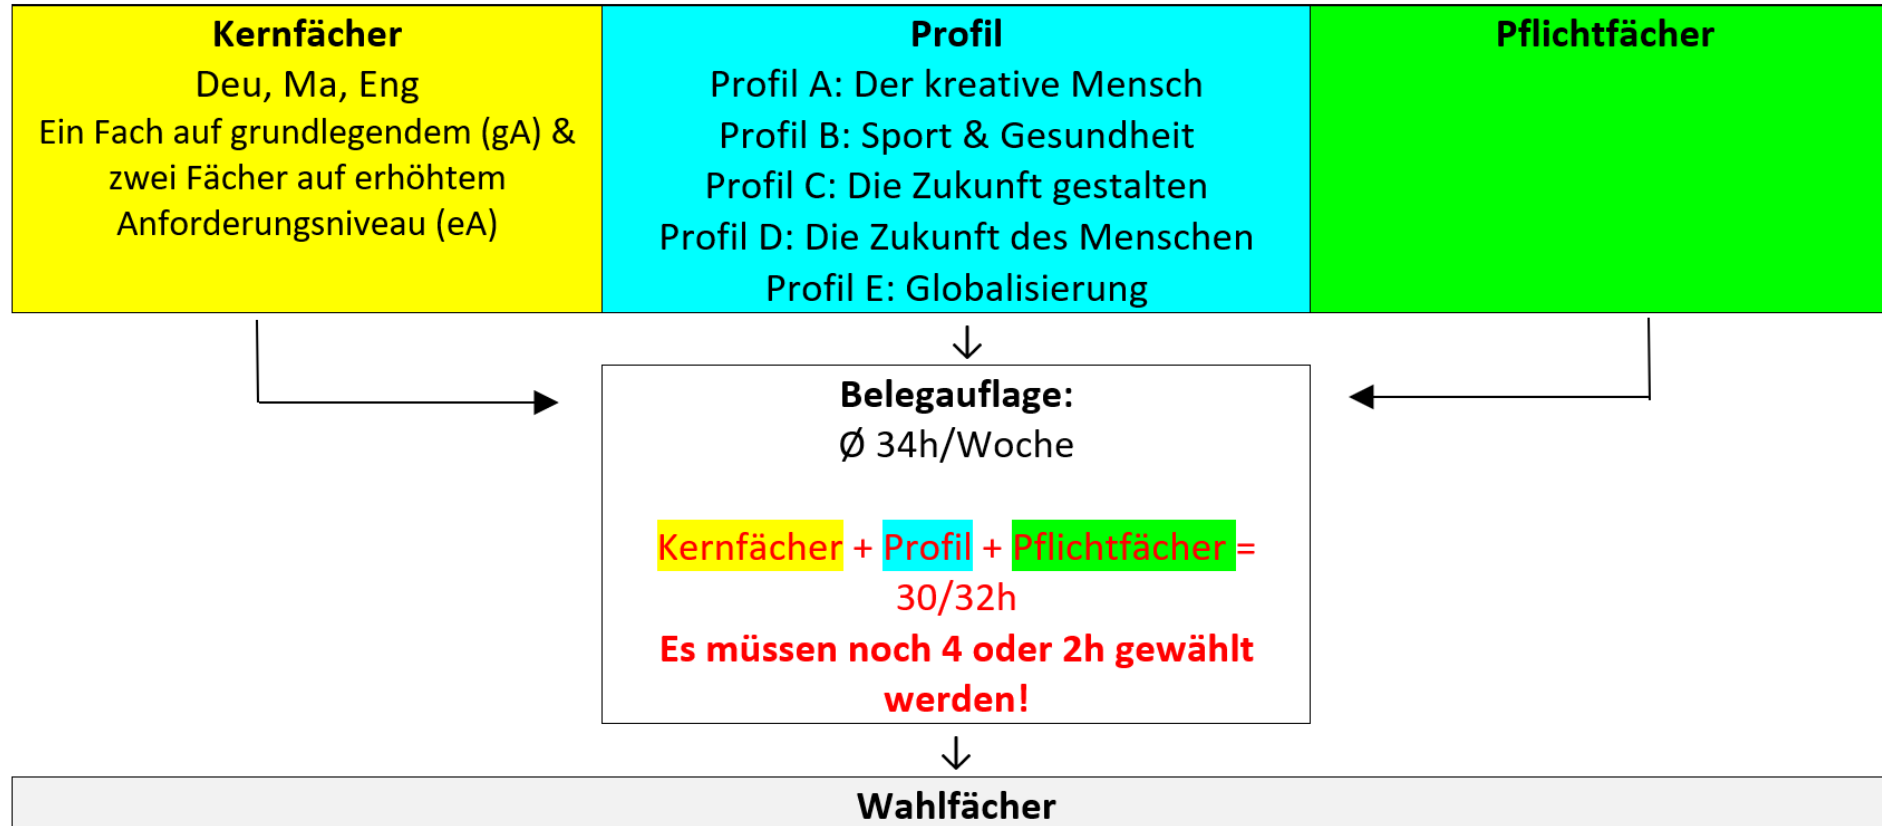 Kernfächer
Deu, Ma, Eng
Ein Fach auf grundlegendem (gA) &
zwei Fächer auf erhöhtem
Anforderungsniveau (eA)
Profil
Profil A: Der kreative Mensch
Profil B: Sport & Gesundheit
Profil C: Die Zukunft gestalten
Profil D: Die Zukunft des Menschen
Profil E: Globalisierung
Pflichtfächer
Belegauflage:
Ø 34h/Woche
Kernfächer + Profil + Pflichtfächer =
30/32h
Es müssen noch 4 oder 2h gewählt
werden!
Wahlfächer